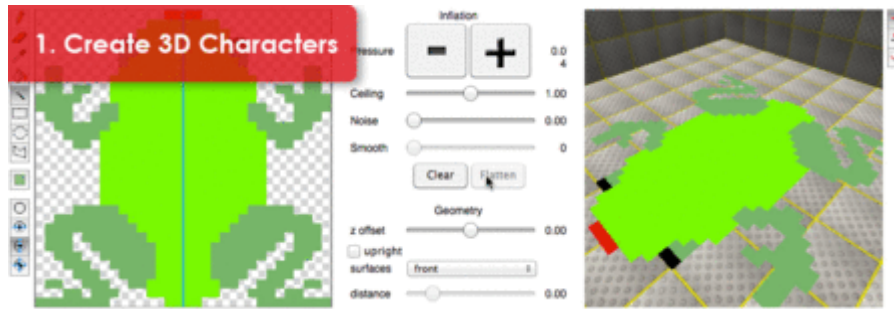 1. Create 3D Characters
Inflation
Pressure
0.0
4
Ceiling
1.00
Noise
0.00
Smooth
0
Clear
Flatten
Geometry
z offset
0.00
upright
surfaces
front
distance
0.00